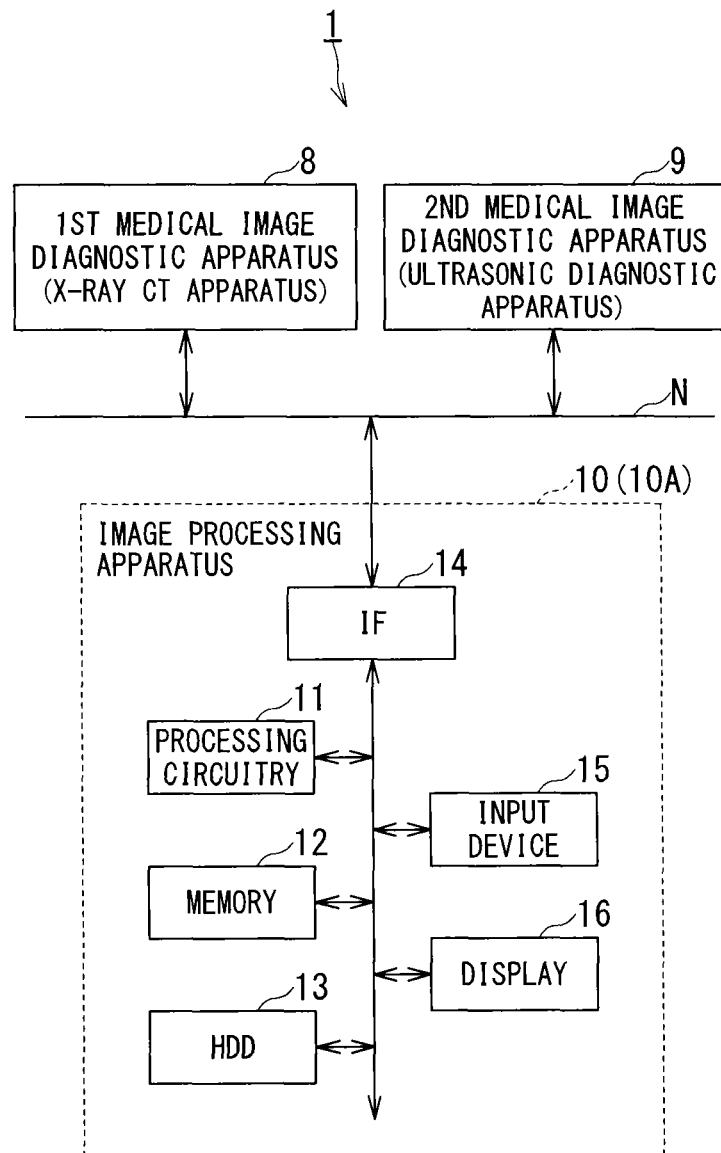 1
8
9
1ST MEDICAL IMAGE
DIAGNOSTIC APPARATUS
(X-RAY CT APPARATUS)
2ND MEDICAL IMAGE
DIAGNOSTIC APPARATUS
(ULTRASONIC DIAGNOSTIC
APPARATUS)
N
10(10A)
IMAGE PROCESSING
APPARATUS
14
IF
11
PROCESSING
CIRCUITRY
15
INPUT
DEVICE
12
MEMORY
16
DISPLAY
13
HDD